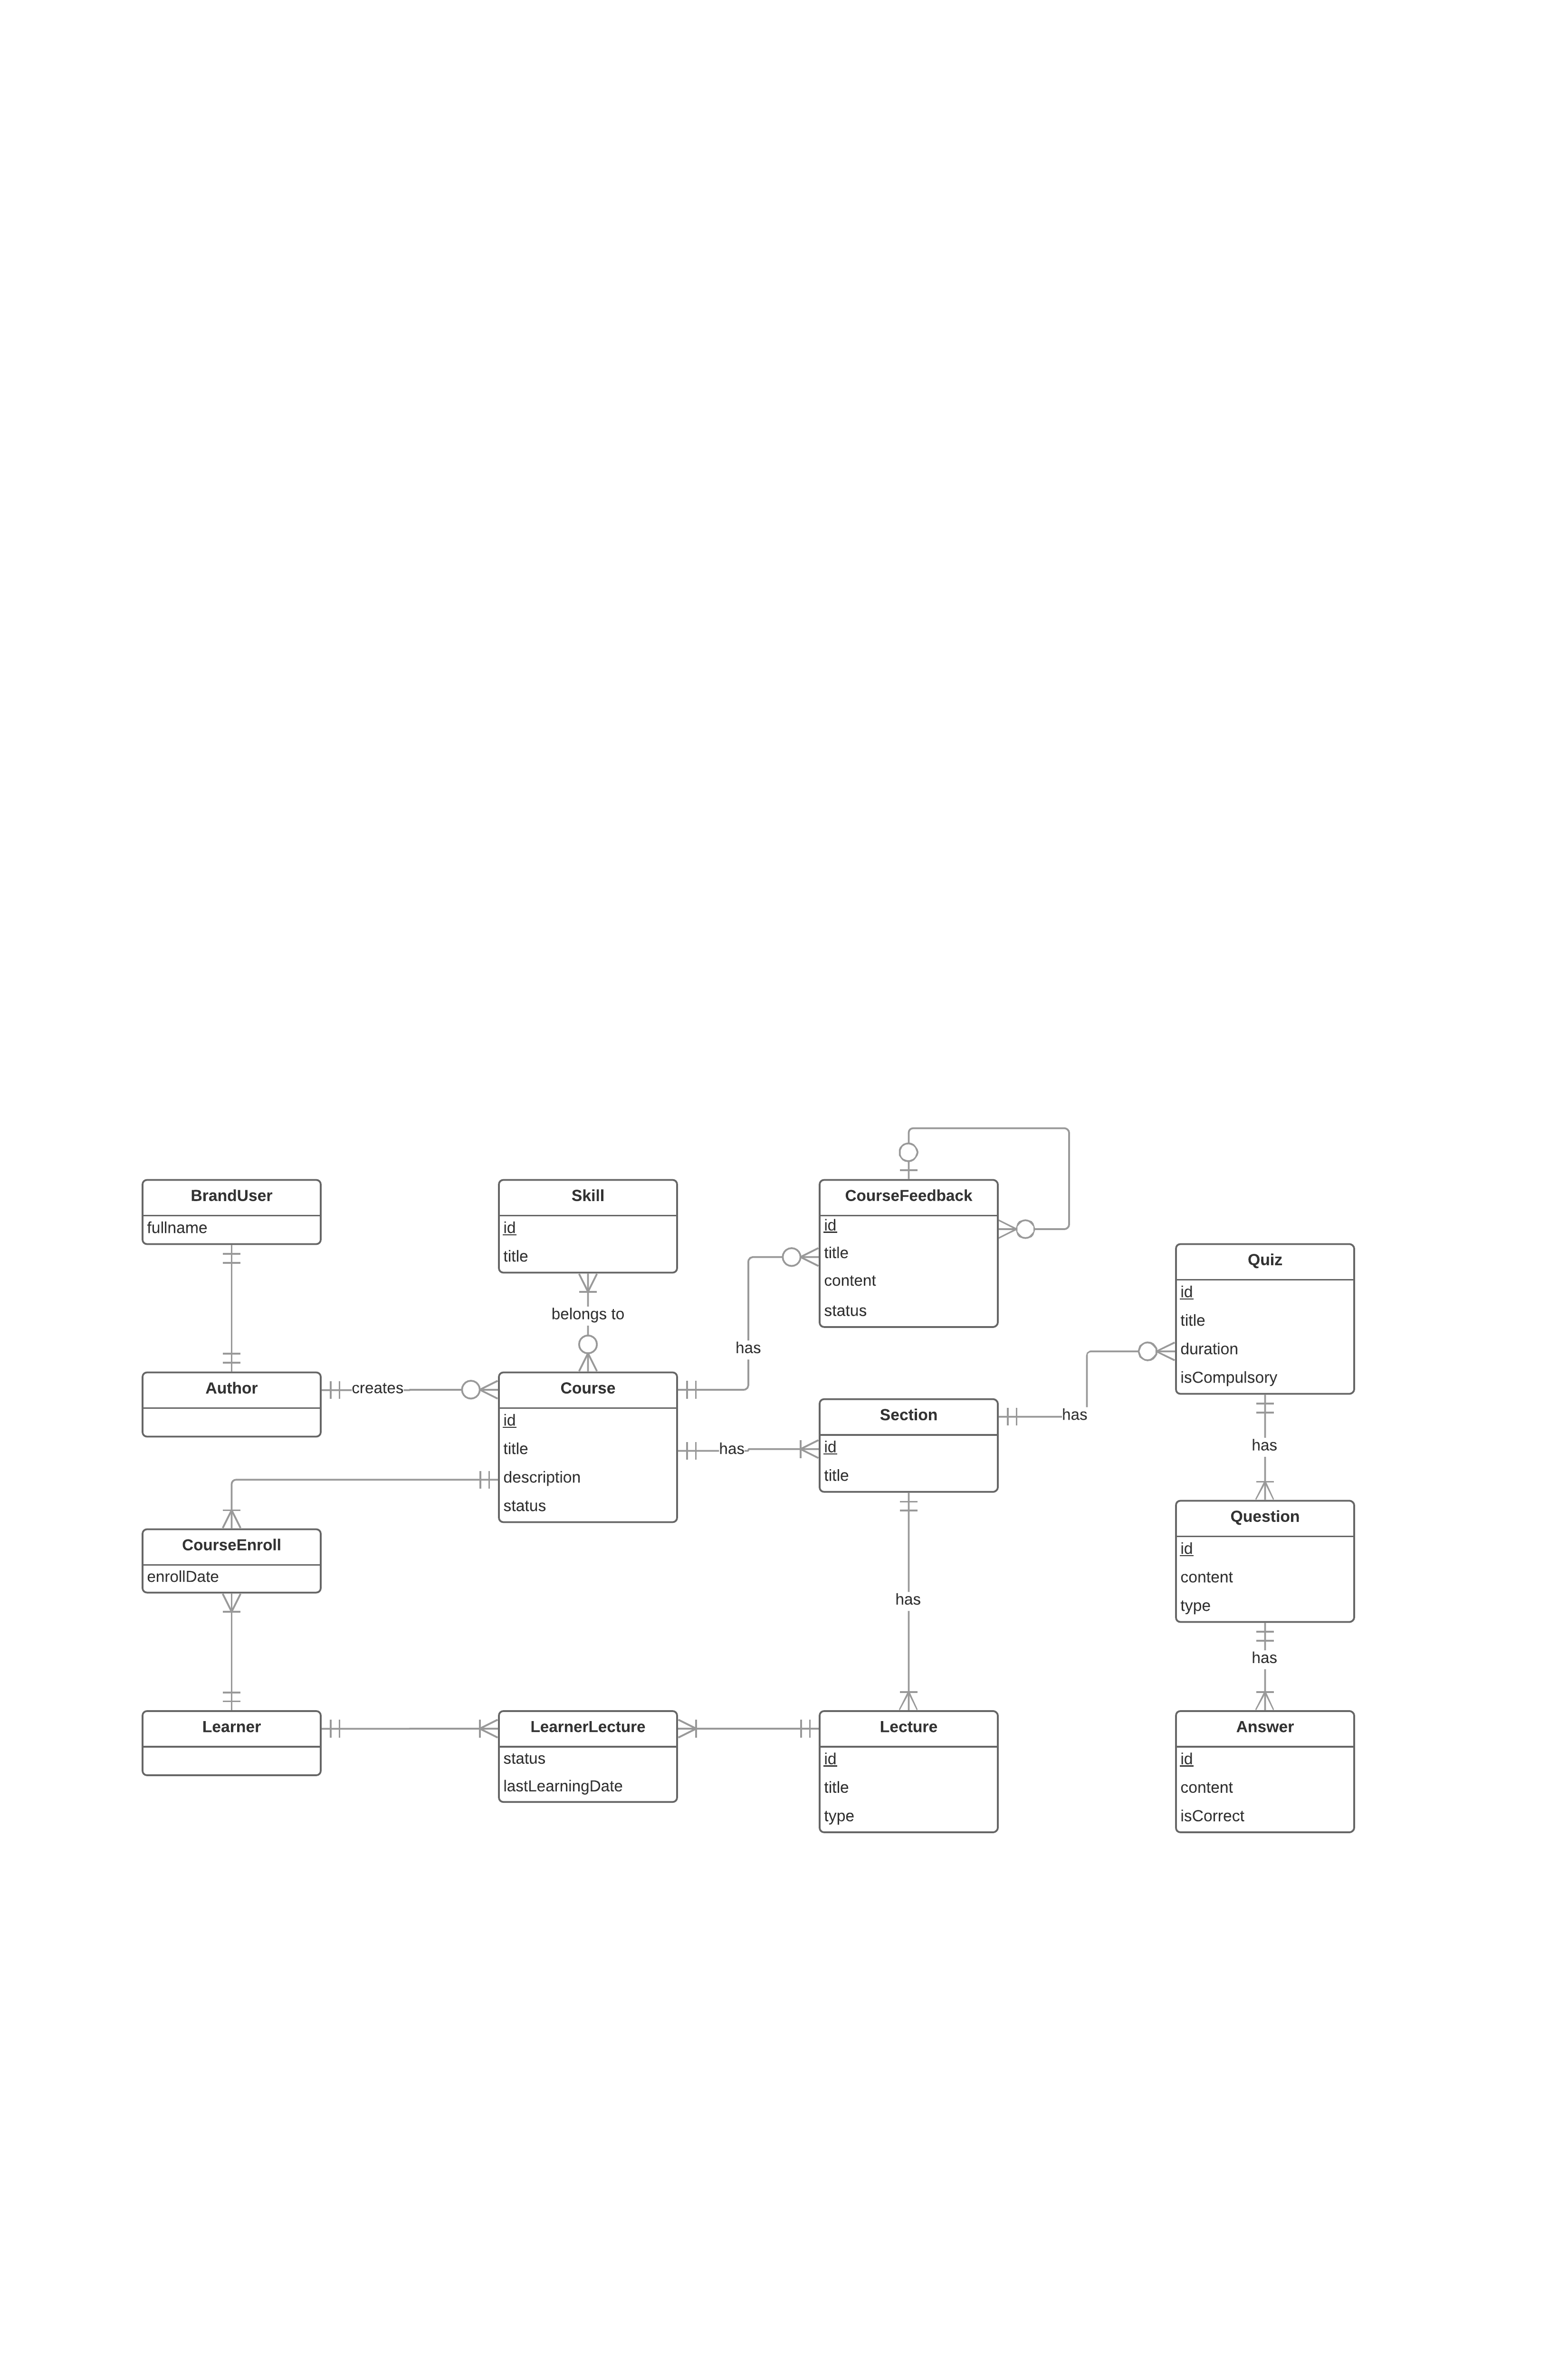 BrandUser
fullname
Skill
id
title
belongs to
CourseFeedback
id
title
content
status
has
Quiz
id
title
duration
isCompulsory
has
Author
creates
Course
id
title
description
status
has
Section
id
title
has
has
Question
id
content
type
has
CourseEnroll
enrollDate
Learner
LearnerLecture
status
lastLearningDate
Lecture
id
title
type
Answer
id
content
isCorrect